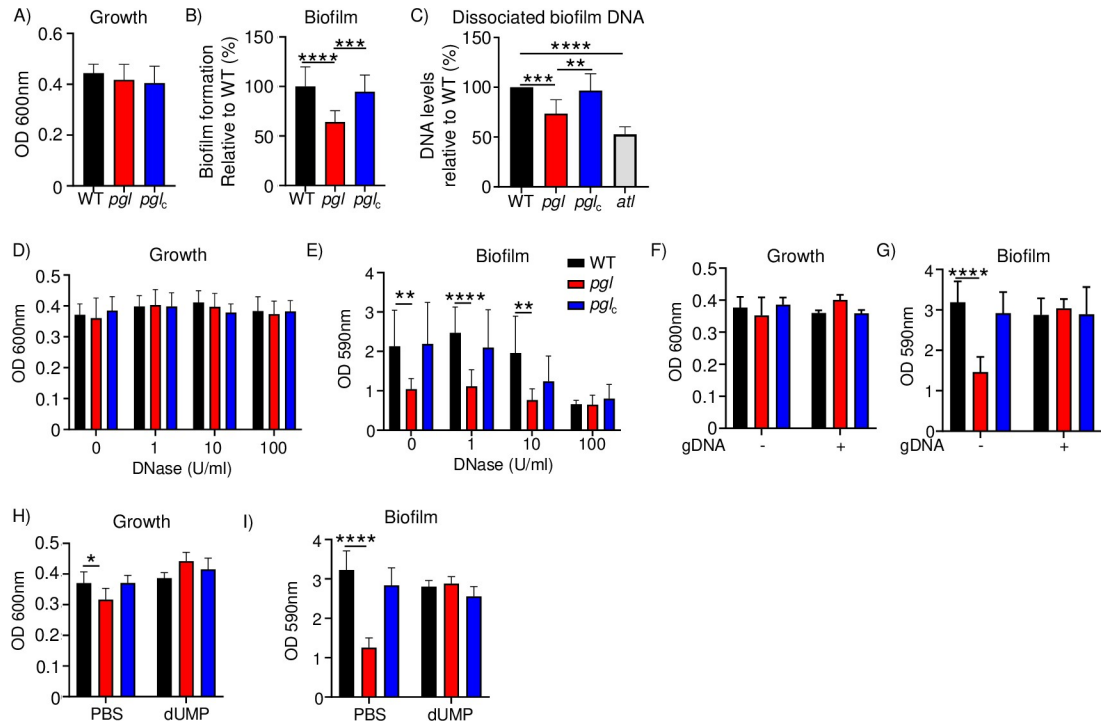 A)
Growth
OD 600nm
0.6
0.4
0.2
0
WT pgl pglc
B)
Biofilm
Biofilm formation
Relative to WT (%)
150
100
50
0
**** ***
WT pgl pglc
C)
Dissociated biofilm DNA
DNA levels
relative to WT (%)
150
100
50
0
****
*** **
WT pgl pglc atl
D)
Growth
OD 600nm
0.5
0.4
0.3
0.2
0.1
0.0
0 1 10 100
DNase (U/ml)
E)
Biofilm
OD 590nm
4
3
2
1
0
** **** **
WT
pgl
pglc
0 1 10 100
DNase (U/ml)
F)
Growth
OD 600nm
0.5
0.4
0.3
0.2
0.1
0
gDNA - +
G)
Biofilm
OD 590nm
4
3
2
1
0
****
gDNA - +
H)
Growth
OD 600nm
0.5
0.4
0.3
0.2
0.1
0
*
PBS dUMP
I)
Biofilm
OD 590nm
4
3
2
1
0
****
PBS dUMP